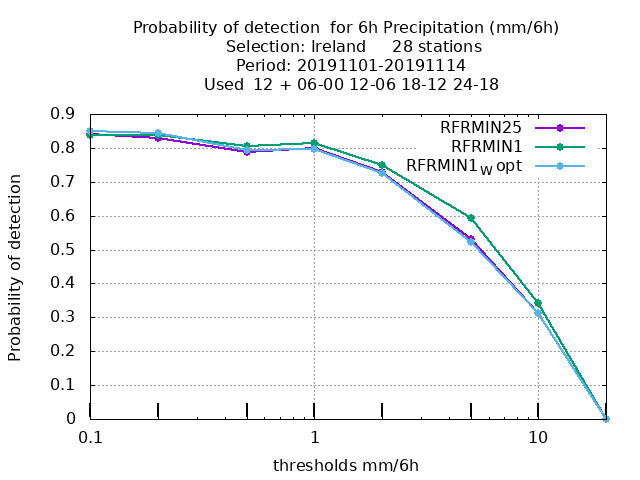 Probability of detection  for 6h Precipitation (mm/6h)
Selection: Ireland     28 stations
Period: 20191101-20191114
Used  12 + 06-00 12-06 18-12 24-18
RFRMIN25
RFRMIN1
RFRMIN1W opt
0.9
0.8
0.7
0.6
0.5
0.4
0.3
0.2
0.1
0
Probability of detection
0.1
1
10
thresholds mm/6h